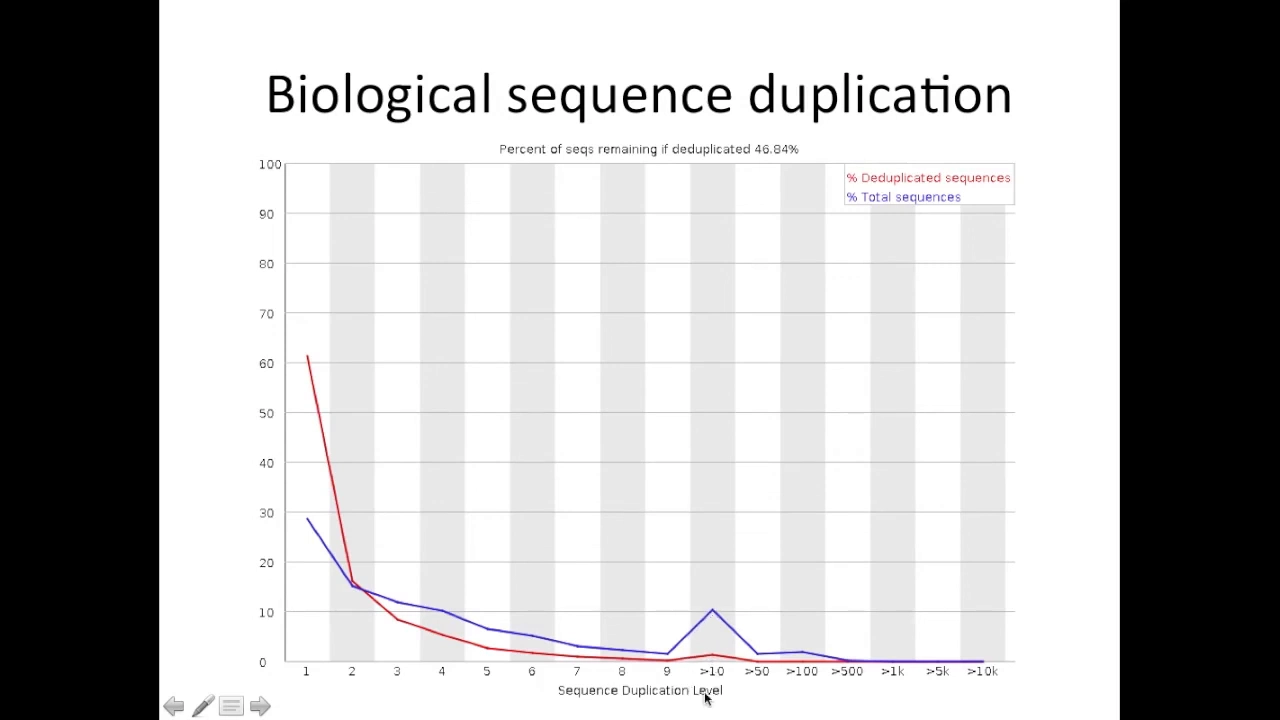 Biological sequence duplication
Percent of seqs remaining if deduplicated 46.84%
% Deduplicated sequences
% Total sequences
100
90
80
70
60
50
40
30
20
10
0
1 2 3 4 5 6 7 8 9 >10 >50 >100 >500 >1k >5k >10k
Sequence Duplication Level